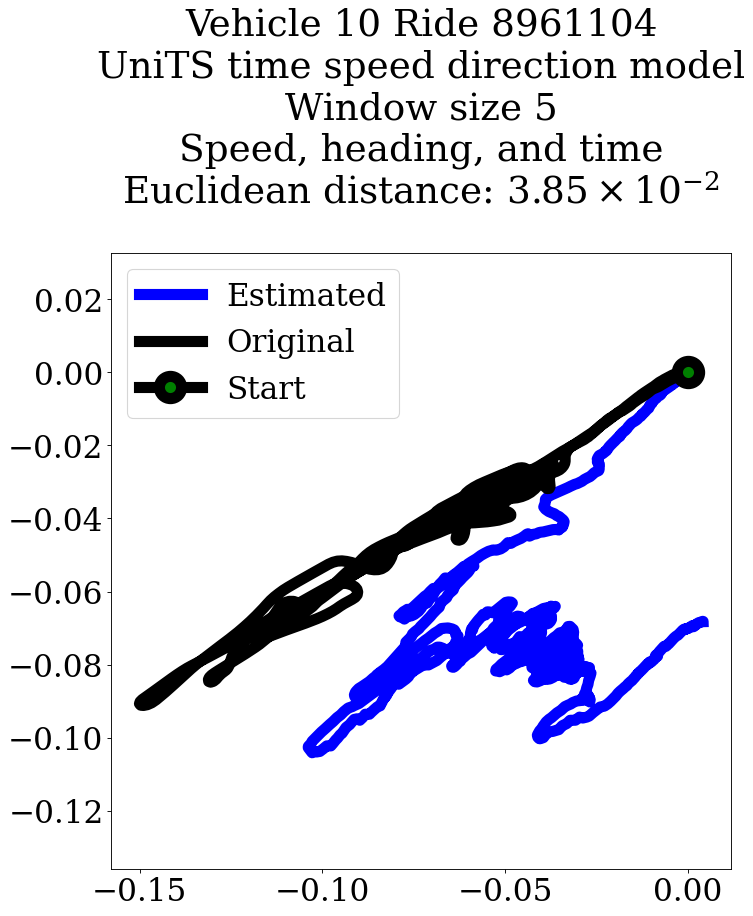 Vehicle 10 Ride 8961104
UniTS time speed direction model
Window size 5
Speed, heading, and time
Euclidean distance: 3.85 × 10⁻²
Estimated
Original
Start
0.02
0.00
−0.02
−0.04
−0.06
−0.08
−0.10
−0.12
−0.15
−0.10
−0.05
0.00